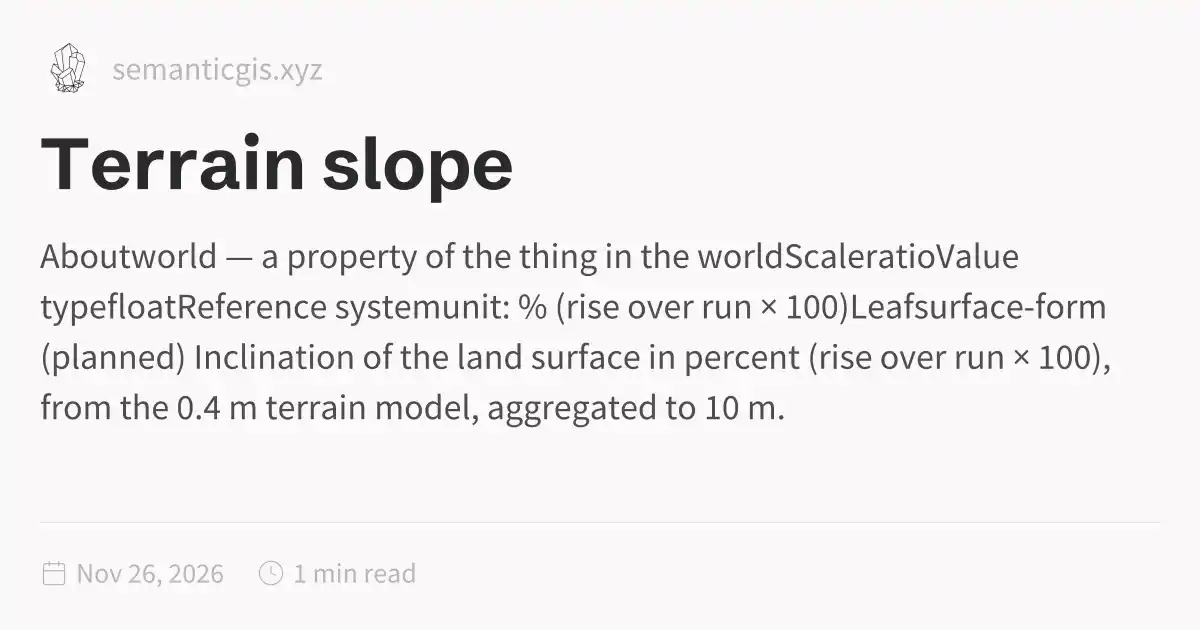 semanticgis.xyz
Terrain slope
Aboutworld — a property of the thing in the worldScaleratioValue
typefloatReference systemunit: % (rise over run × 100)Leafsurface-form
(planned) Inclination of the land surface in percent (rise over run × 100),
from the 0.4 m terrain model, aggregated to 10 m.
Nov 26, 2026 1 min read